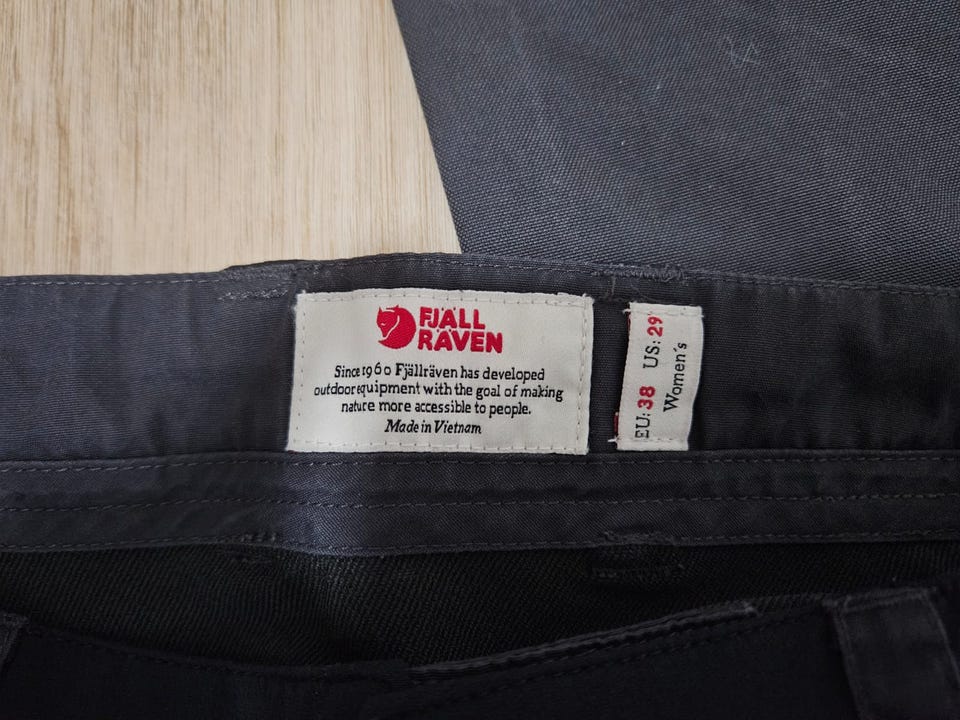 FJÄLL
RÄVEN
Since 1960 Fjällräven has developed
outdoor equipment with the goal of making
nature more accessible to people.
Made in Vietnam
EU: 38 US: 29
Women's